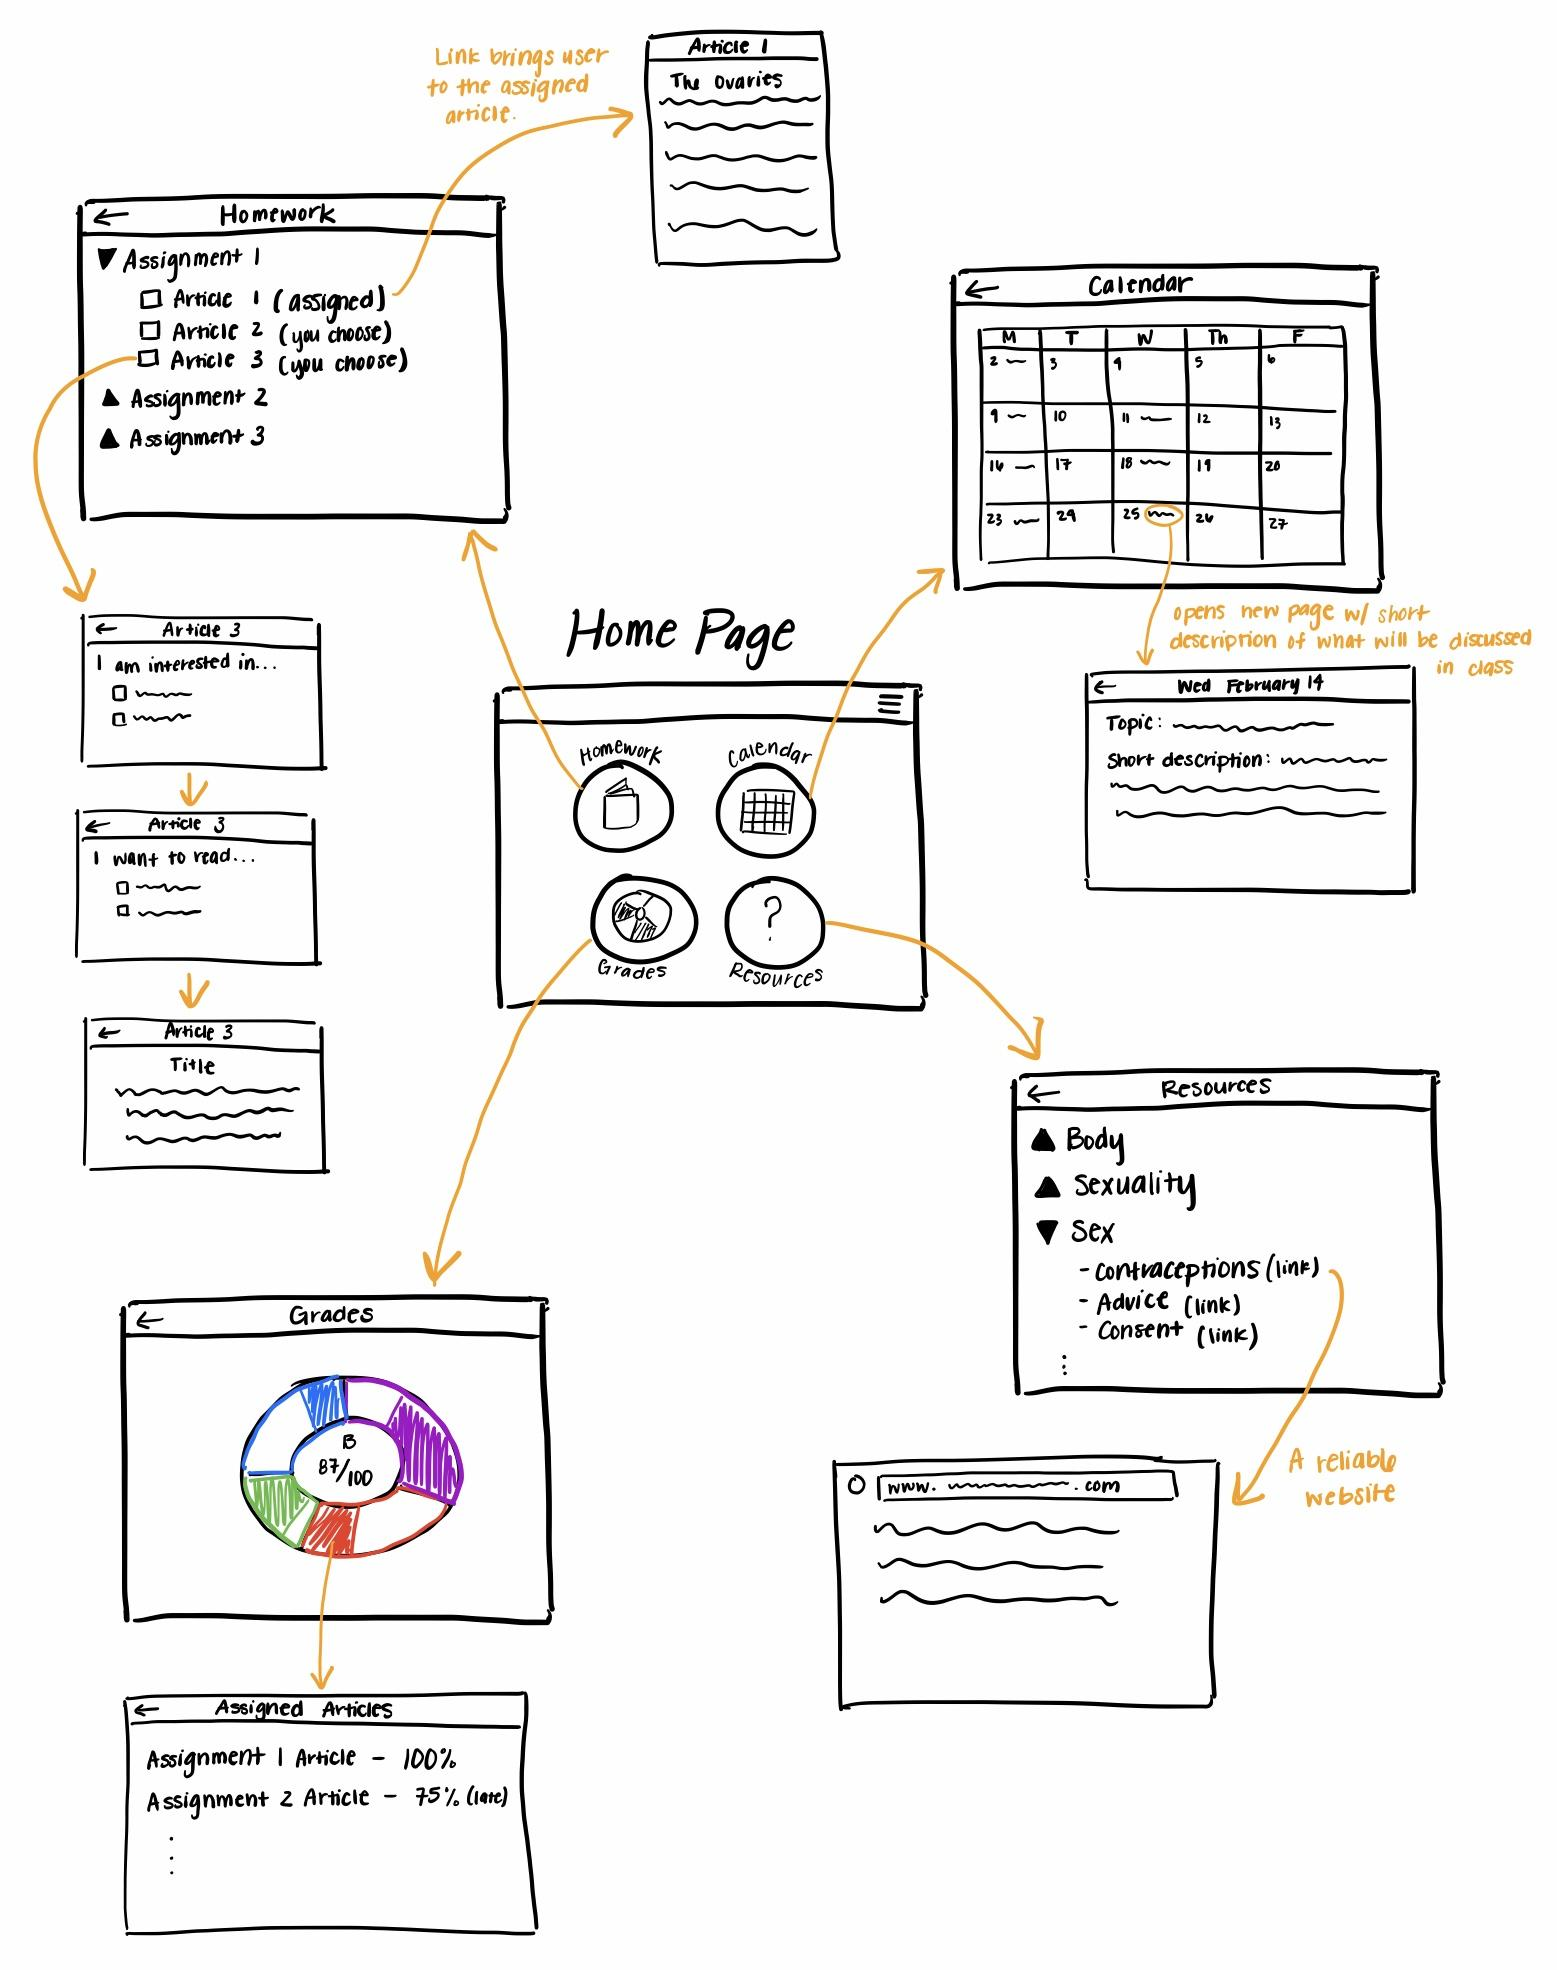 Link brings user
to the assigned
article.
Article 1
The Ovaries
Homework
Assignment 1
Article 1 (assigned)
Article 2 (you choose)
Article 3 (you choose)
Assignment 2
Assignment 3
Calendar
M T W Th F
2 3 4 5 6
9 10 11 12 13
16 17 18 19 20
23 24 25 26 27
opens new page w/ short
description of what will be discussed
in class
Wed February 14
Topic:
Short description:
Article 3
I am interested in...
Article 3
I want to read...
Article 3
Title
Home Page
Homework
Calendar
?
Grades
Resources
Resources
Body
Sexuality
Sex
- Contraceptions (link)
- Advice (link)
- Consent (link)
A reliable
website
www. .com
Grades
B
87/100
Assigned Articles
Assignment 1 Article - 100%
Assignment 2 Article - 75% (late)